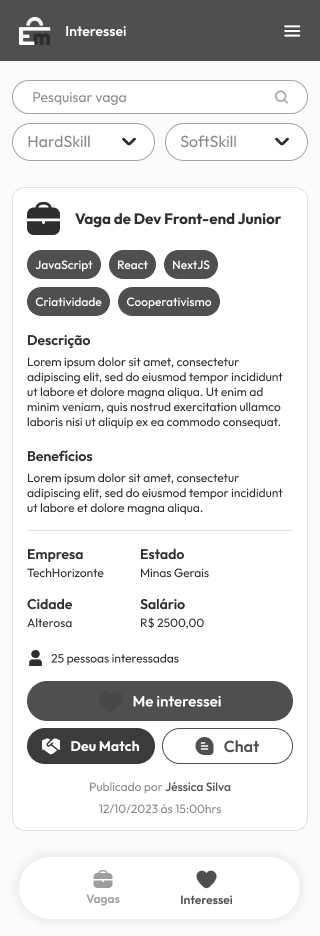 Em
Interessei
Pesquisar vaga
HardSkill
SoftSkill
Vaga de Dev Front-end Junior
JavaScript
React
NextJS
Criatividade
Cooperativismo
Descrição
Lorem ipsum dolor sit amet, consectetur
adipiscing elit, sed do eiusmod tempor incididunt
ut labore et dolore magna aliqua. Ut enim ad
minim veniam, quis nostrud exercitation ullamco
laboris nisi ut aliquip ex ea commodo consequat.
Benefícios
Lorem ipsum dolor sit amet, consectetur
adipiscing elit, sed do eiusmod tempor incididunt
ut labore et dolore magna aliqua.
Empresa
Estado
TechHorizonte
Minas Gerais
Cidade
Salário
Alterosa
R$ 2500,00
25 pessoas interessadas
Me interessei
Deu Match
Chat
Publicado por Jéssica Silva
12/10/2023 às 15:00hrs
Vagas
Interessei